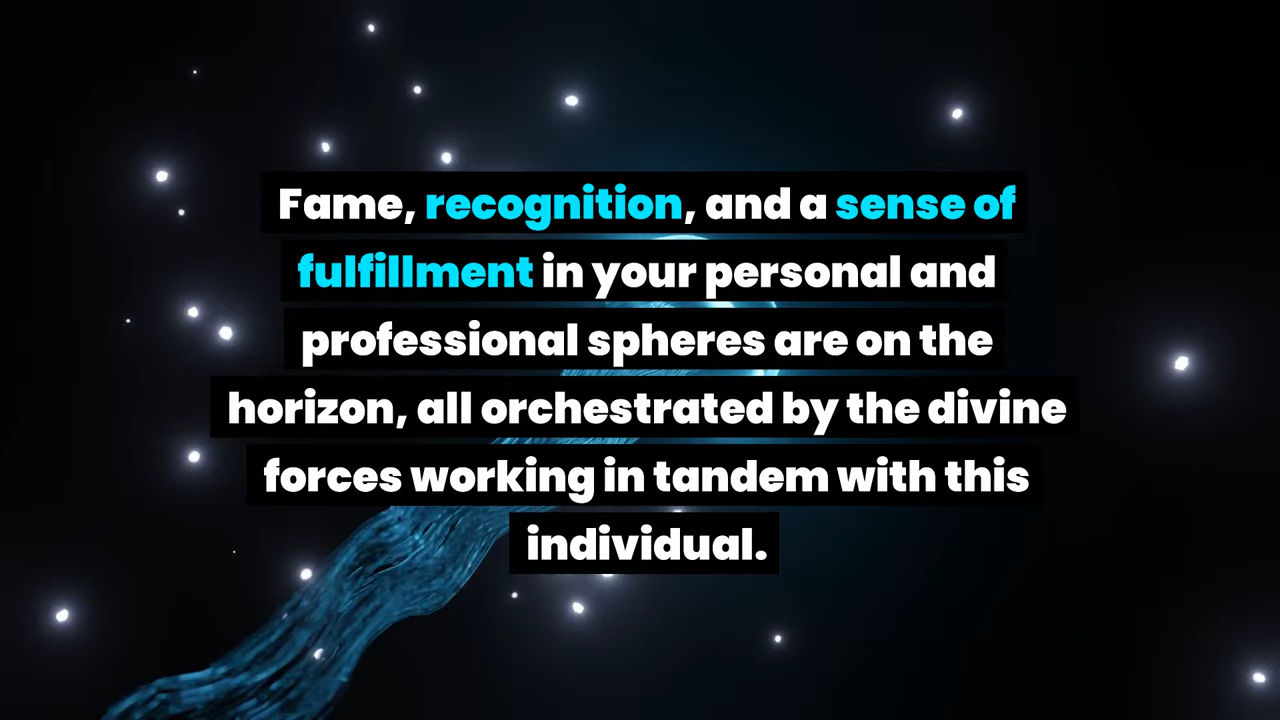 Fame, recognition, and a sense of
fulfillment in your personal and
professional spheres are on the
horizon, all orchestrated by the divine
forces working in tandem with this
individual.